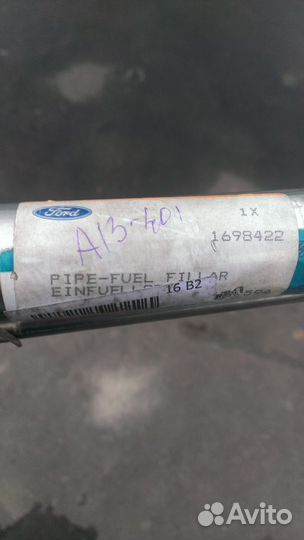 Ford
A13-401
1X
1698422
PIPE-FUEL FILLAR
16 B2
Avito